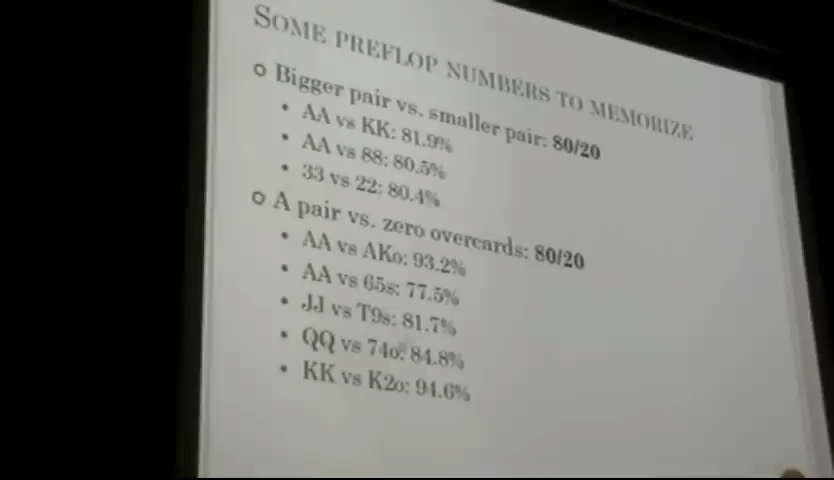 SOME PREFLOP NUMBERS TO MEMORIZE
Bigger pair vs. smaller pair: 80/20
AA vs KK: 81.9%
AA vs 88: 80.5%
33 vs 22: 80.4%
A pair vs. zero overcards: 80/20
AA vs AKo: 93.2%
AA vs 65s: 77.5%
JJ vs T9s: 81.7%
QQ vs 74o: 84.8%
KK vs K2o: 94.6%